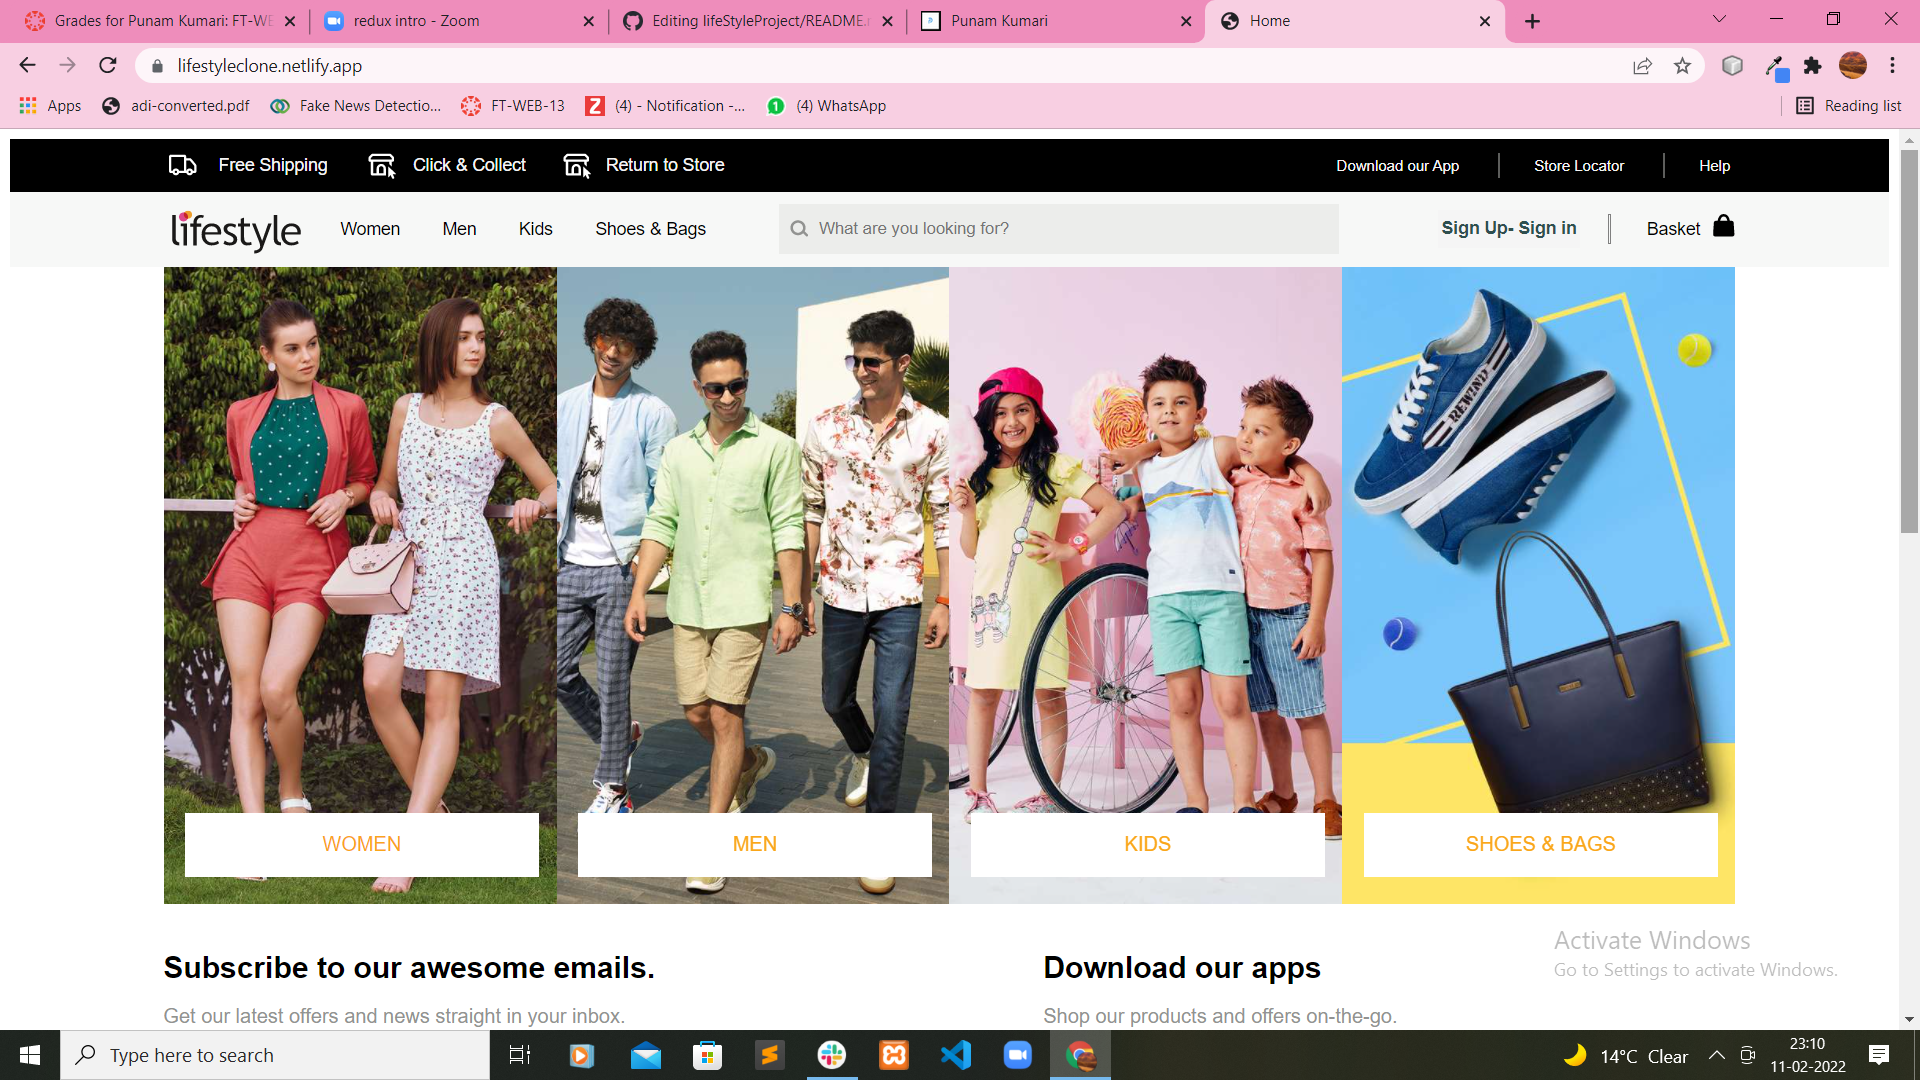 Grades for Punam Kumari: FT-WE
redux intro - Zoom
Editing lifeStyleProject/README.
Punam Kumari
Home
lifestyleclone.netlify.app
Apps
adi-converted.pdf
Fake News Detectio...
FT-WEB-13
(4) - Notification -...
(4) WhatsApp
Reading list
Free Shipping
Click & Collect
Return to Store
Download our App
Store Locator
Help
lifestyle
Women
Men
Kids
Shoes & Bags
What are you looking for?
Sign Up- Sign in
Basket
REWIND
WOMEN
MEN
KIDS
SHOES & BAGS
Subscribe to our awesome emails.
Get our latest offers and news straight in your inbox.
Download our apps
Shop our products and offers on-the-go.
Activate Windows
Go to Settings to activate Windows.
Type here to search
14°C Clear
23:10
11-02-2022